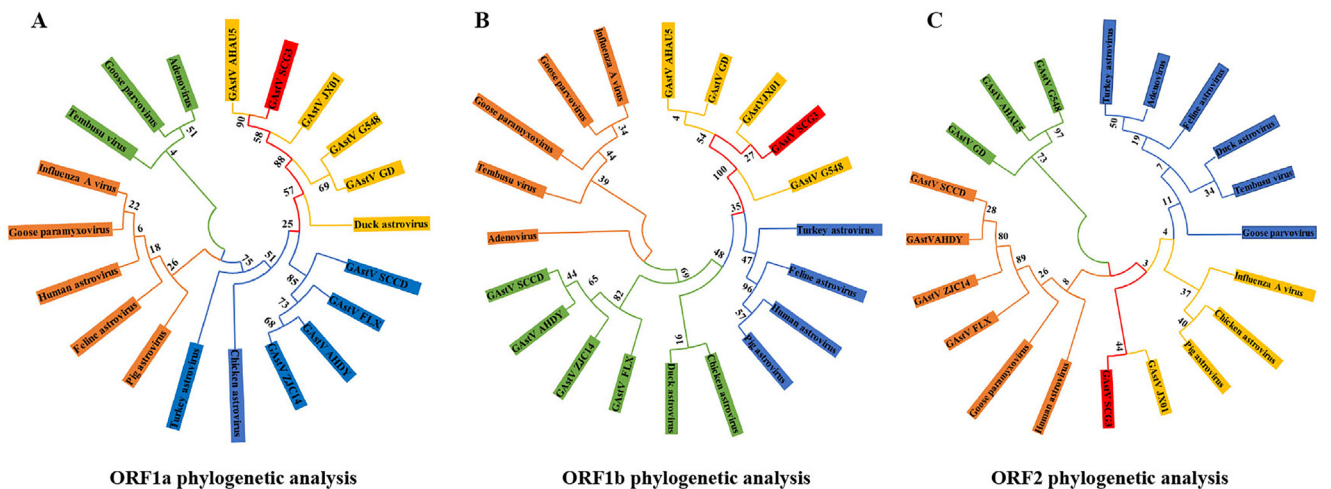 A
GAstV AHAU5
GAstV SCG3
GAstV JX01
GAstV G548
GAstV GD
Duck astrovirus
GAstV SCCD
GAstV FLX
GAstV AHDY
GAstV ZJC14
Chicken astrovirus
Turkey astrovirus
Pig astrovirus
Feline astrovirus
Human astrovirus
Goose paramyxovirus
Influenza A virus
Tembusu virus
Goose parvovirus
Adenovirus
90
58
88
69
57
25
51
75
85
73
68
26
18
6
22
4
51
ORF1a phylogenetic analysis
B
GAstV AHAU5
GAstV GD
GAstVJX01
GAstV SCG3
GAstV G548
Turkey astrovirus
Feline astrovirus
Human astrovirus
Pig astrovirus
Chicken astrovirus
Duck astrovirus
GAstV FLX
GAstV ZJC14
GAstV AHDY
GAstV SCCD
Adenovirus
Tembusu virus
Goose paramyxovirus
Goose parvovirus
Influenza A virus
4
54
27
100
35
47
96
48
69
91
82
65
44
39
44
34
ORF1b phylogenetic analysis
C
Turkey astrovirus
Ademovirus
Feline astrovirus
Duck astrovirus
Tembusu virus
Goose parvovirus
Influenza A virus
Chicken astrovirus
Pig astrovirus
GAstV JX01
GAstV SCG3
Human astrovirus
Goose paramyxovirus
GAstV FLX
GAstV ZJC14
GAstVAHDY
GAstV SCCD
GAstV GD
GAstV AHAU5
GAstV G548
50
19
7
34
11
4
3
37
40
44
8
26
89
80
28
73
97
ORF2 phylogenetic analysis